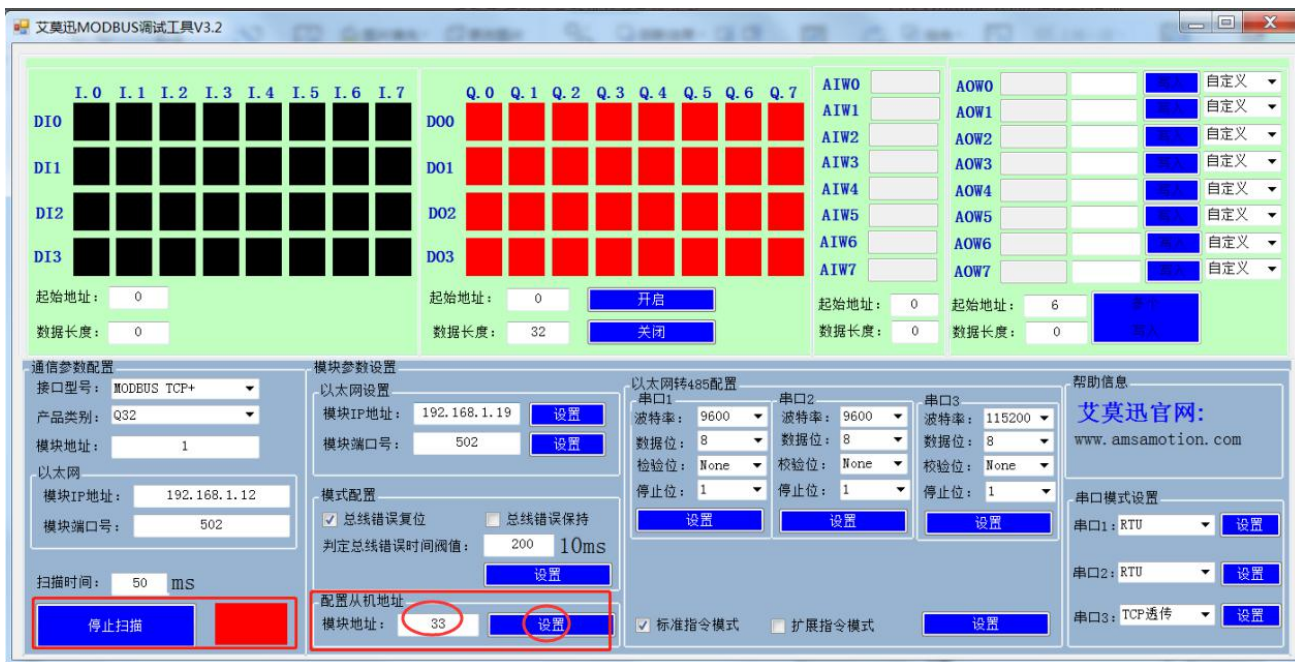 艾莫迅MODBUS调试工具V3.2
I.0 I.1 I.2 I.3 I.4 I.5 I.6 I.7
DI0
DI1
DI2
DI3
起始地址： 0
数据长度： 0
Q.0 Q.1 Q.2 Q.3 Q.4 Q.5 Q.6 Q.7
DO0
DO1
DO2
DO3
起始地址： 0 开启
数据长度： 32 关闭
AIW0
AIW1
AIW2
AIW3
AIW4
AIW5
AIW6
AIW7
起始地址： 0
数据长度： 0
AOW0 自定义
AOW1 自定义
AOW2 自定义
AOW3 自定义
AOW4 自定义
AOW5 自定义
AOW6 自定义
AOW7 自定义
起始地址： 6
数据长度： 0
通信参数配置
接口型号： MODBUS TCP+
产品类别： Q32
模块地址： 1
以太网
模块IP地址： 192.168.1.12
模块端口号： 502
扫描时间： 50 ms
停止扫描
模块参数设置
以太网设置
模块IP地址： 192.168.1.19 设置
模块端口号： 502 设置
模式配置
总线错误复位 总线错误保持
判定总线错误时间阀值： 200 10ms
设置
配置从机地址
模块地址： 33 设置
以太网转485配置
串口1
波特率： 9600
数据位： 8
检验位： None
停止位： 1
设置
串口2
波特率： 9600
数据位： 8
校验位： None
停止位： 1
设置
串口3
波特率： 115200
数据位： 8
校验位： None
停止位： 1
设置
标准指令模式 扩展指令模式 设置
帮助信息
艾莫迅官网:
www.amsamotion.com
串口模式设置
串口1: RTU 设置
串口2: RTU 设置
串口3: TCP透传 设置